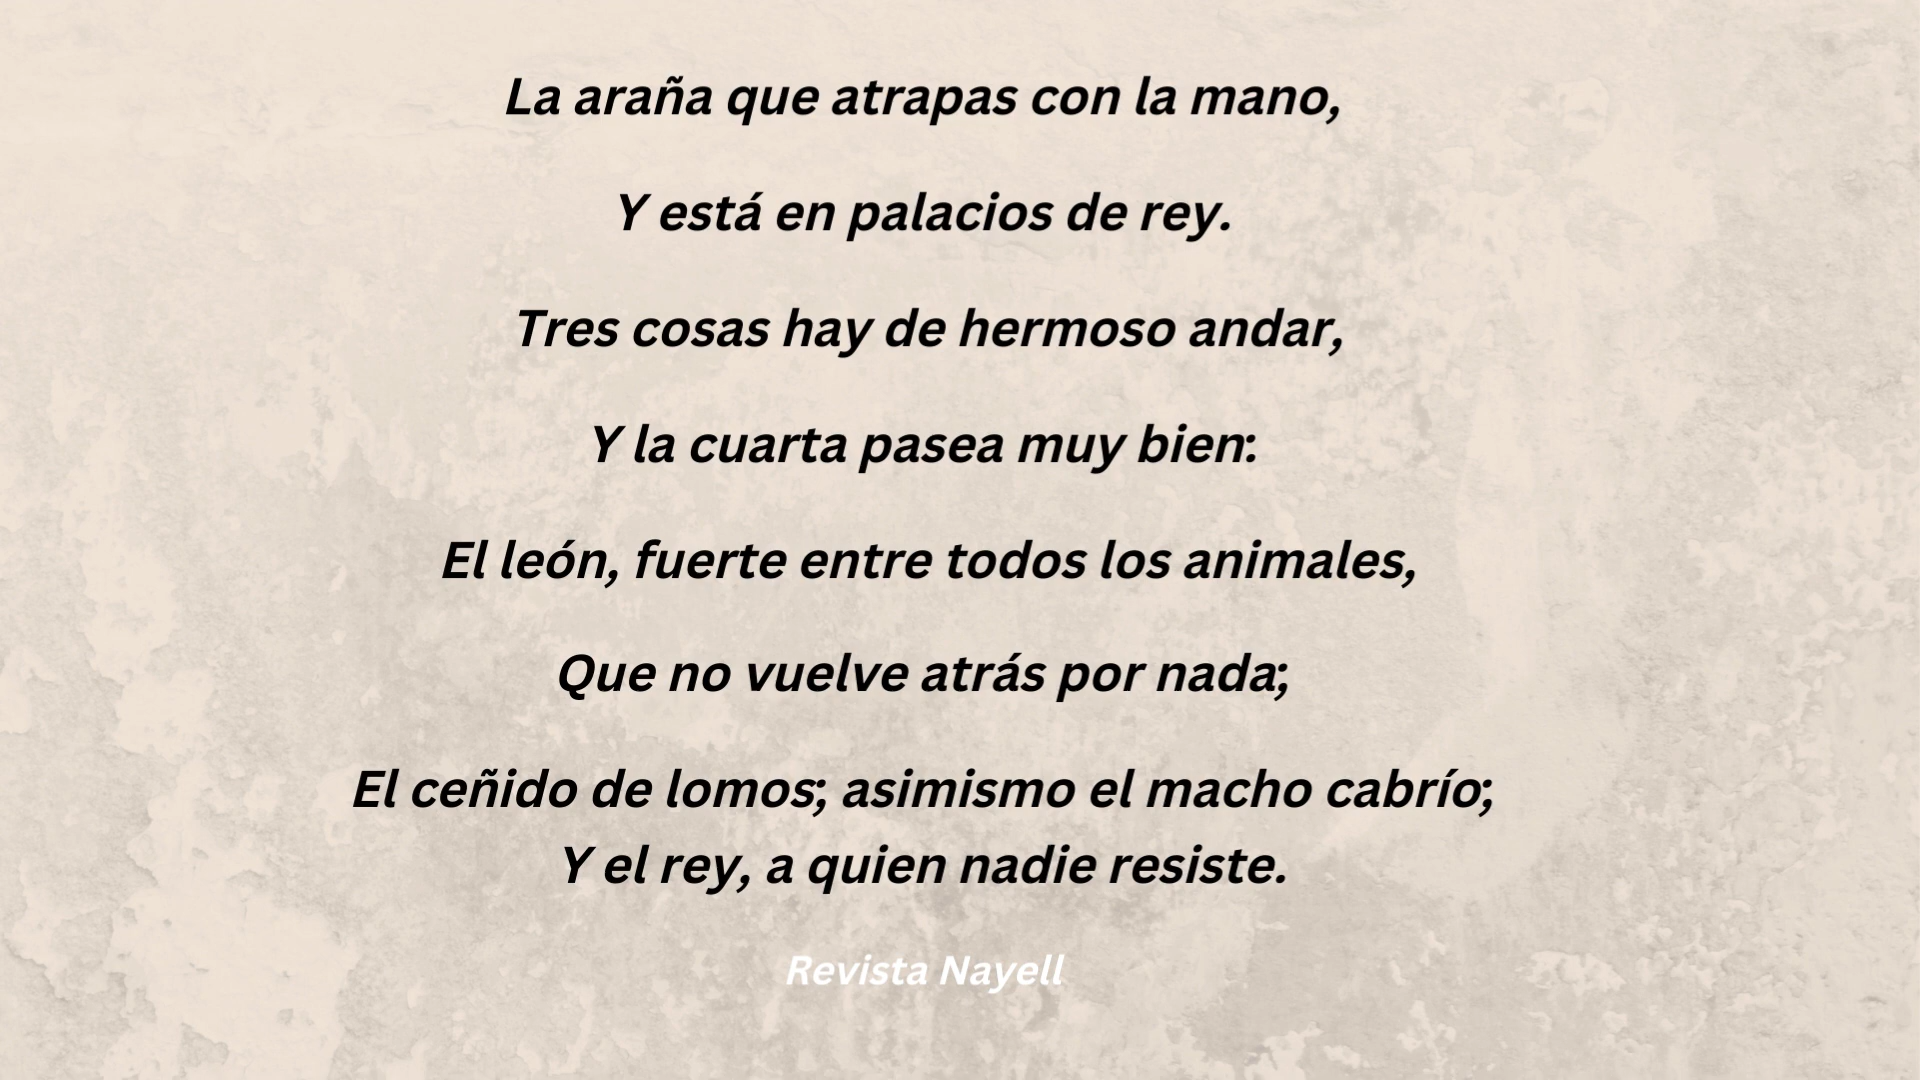 La araña que atrapas con la mano,
Y está en palacios de rey.
Tres cosas hay de hermoso andar,
Y la cuarta pasea muy bien:
El león, fuerte entre todos los animales,
Que no vuelve atrás por nada;
El ceñido de lomos; asimismo el macho cabrío;
Y el rey, a quien nadie resiste.
Revista Nayell